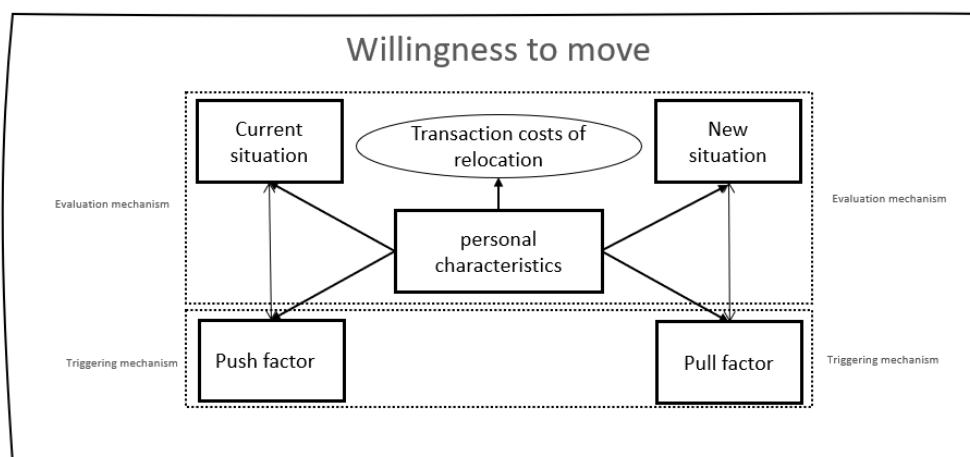 Willingness to move
Current
situation
Transaction costs of
relocation
New
situation
Evaluation mechanism
Evaluation mechanism
personal
characteristics
Push factor
Pull factor
Triggering mechanism
Triggering mechanism